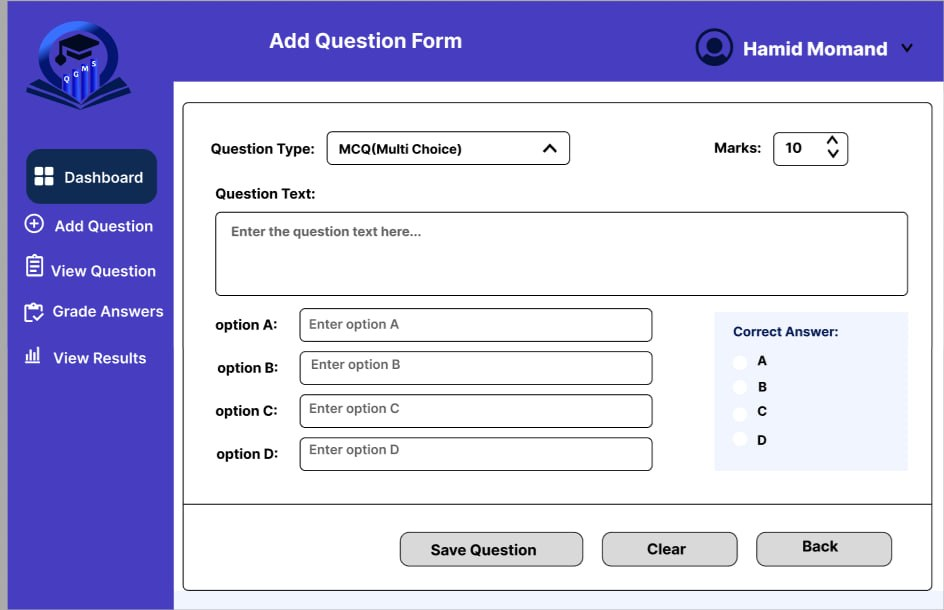 Add Question Form
Hamid Momand
Q G M S
Dashboard
Add Question
View Question
Grade Answers
View Results
Question Type: MCQ(Multi Choice)
Marks: 10
Question Text:
Enter the question text here...
option A: Enter option A
option B: Enter option B
option C: Enter option C
option D: Enter option D
Correct Answer:
A
B
C
D
Save Question
Clear
Back